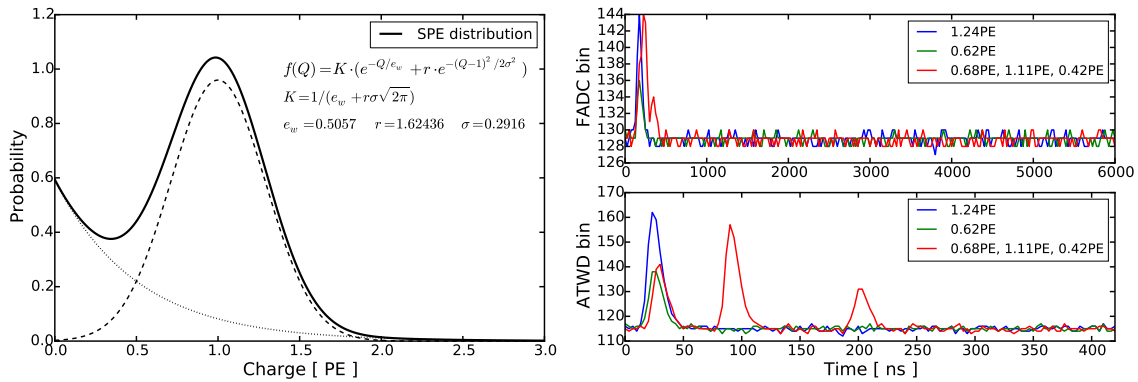 1.2
1.0
0.8
0.6
0.4
0.2
0.0
Probability
0.0 0.5 1.0 1.5 2.0 2.5 3.0
Charge [ PE ]
SPE distribution
f(Q)=K·(e^{-Q/e_w} +r·e^{-(Q-1)^2/2σ^2})
K=1/(e_w+rσ√2π)
e_w=0.5057 r=1.62436 σ=0.2916
144
142
140
138
136
134
132
130
128
126
FADC bin
1.24PE
0.62PE
0.68PE, 1.11PE, 0.42PE
0 1000 2000 3000 4000 5000 6000
170
160
150
140
130
120
110
ATWD bin
1.24PE
0.62PE
0.68PE, 1.11PE, 0.42PE
0 50 100 150 200 250 300 350 400
Time [ ns ]